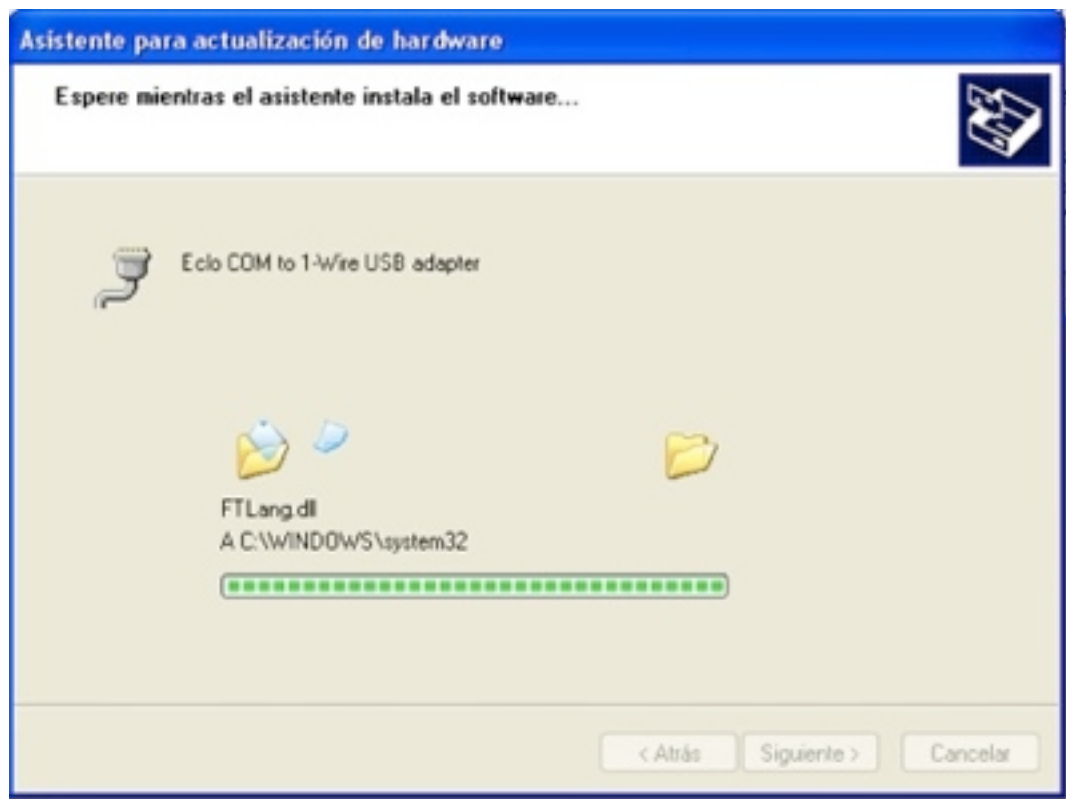 Asistente para actualización de hardware
Espere mientras el asistente instala el software...
Eclo COM to 1-Wire USB adapter
FTLang.dll
A C:\WINDOWS\system32
< Atrás
Siguiente >
Cancelar